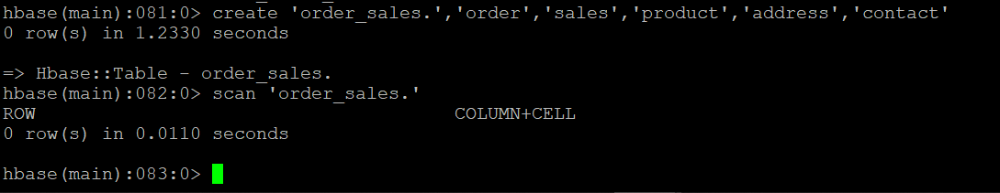 hbase(main):081:0> create 'order_sales.','order','sales','product','address','contact'
0 row(s) in 1.2330 seconds
=> Hbase::Table - order_sales.
hbase(main):082:0> scan 'order_sales.'
ROW COLUMN+CELL
0 row(s) in 0.0110 seconds
hbase(main):083:0>